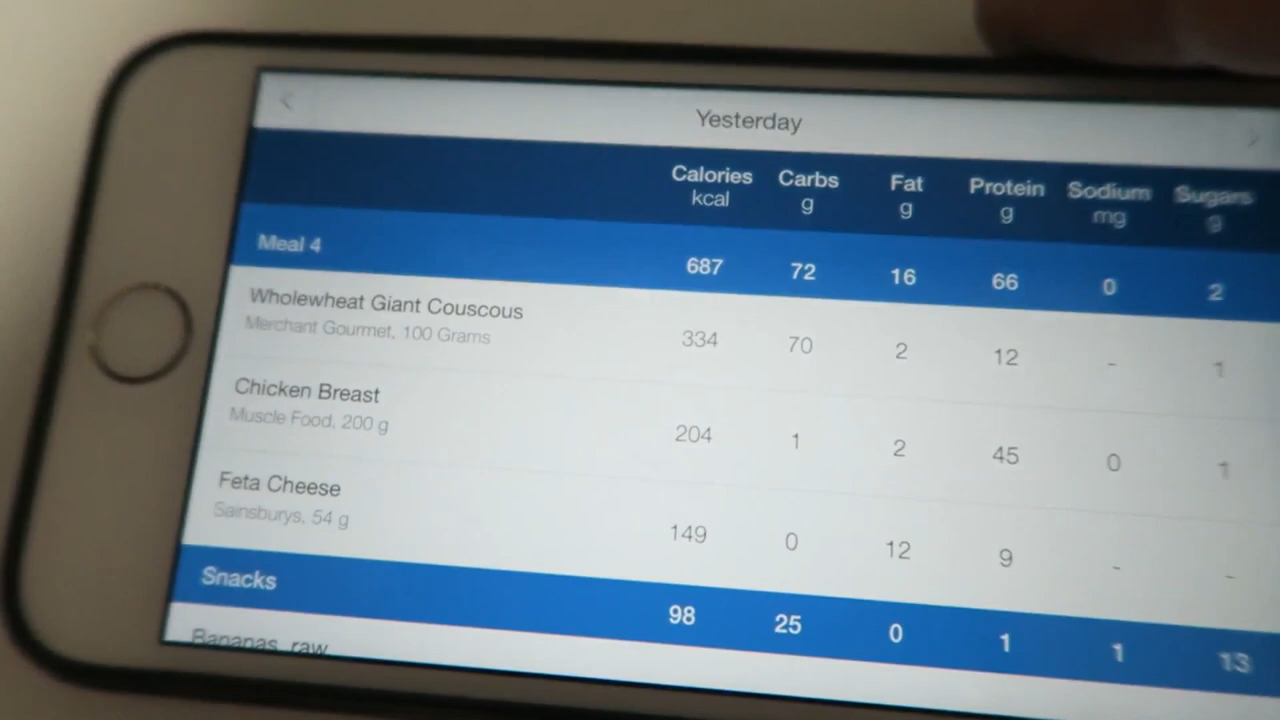 Yesterday
Calories Carbs Fat Protein Sodium Sugars
kcal g g g mg g
Meal 4 687 72 16 66 0 2
Wholewheat Giant Couscous 334 70 2 12 - 1
Merchant Gourmet, 100 Grams
Chicken Breast 204 1 2 45 0 1
Muscle Food, 200 g
Feta Cheese 149 0 12 9 - -
Sainsburys, 54 g
Snacks 98 25 0 1 1 13
Bananas, raw